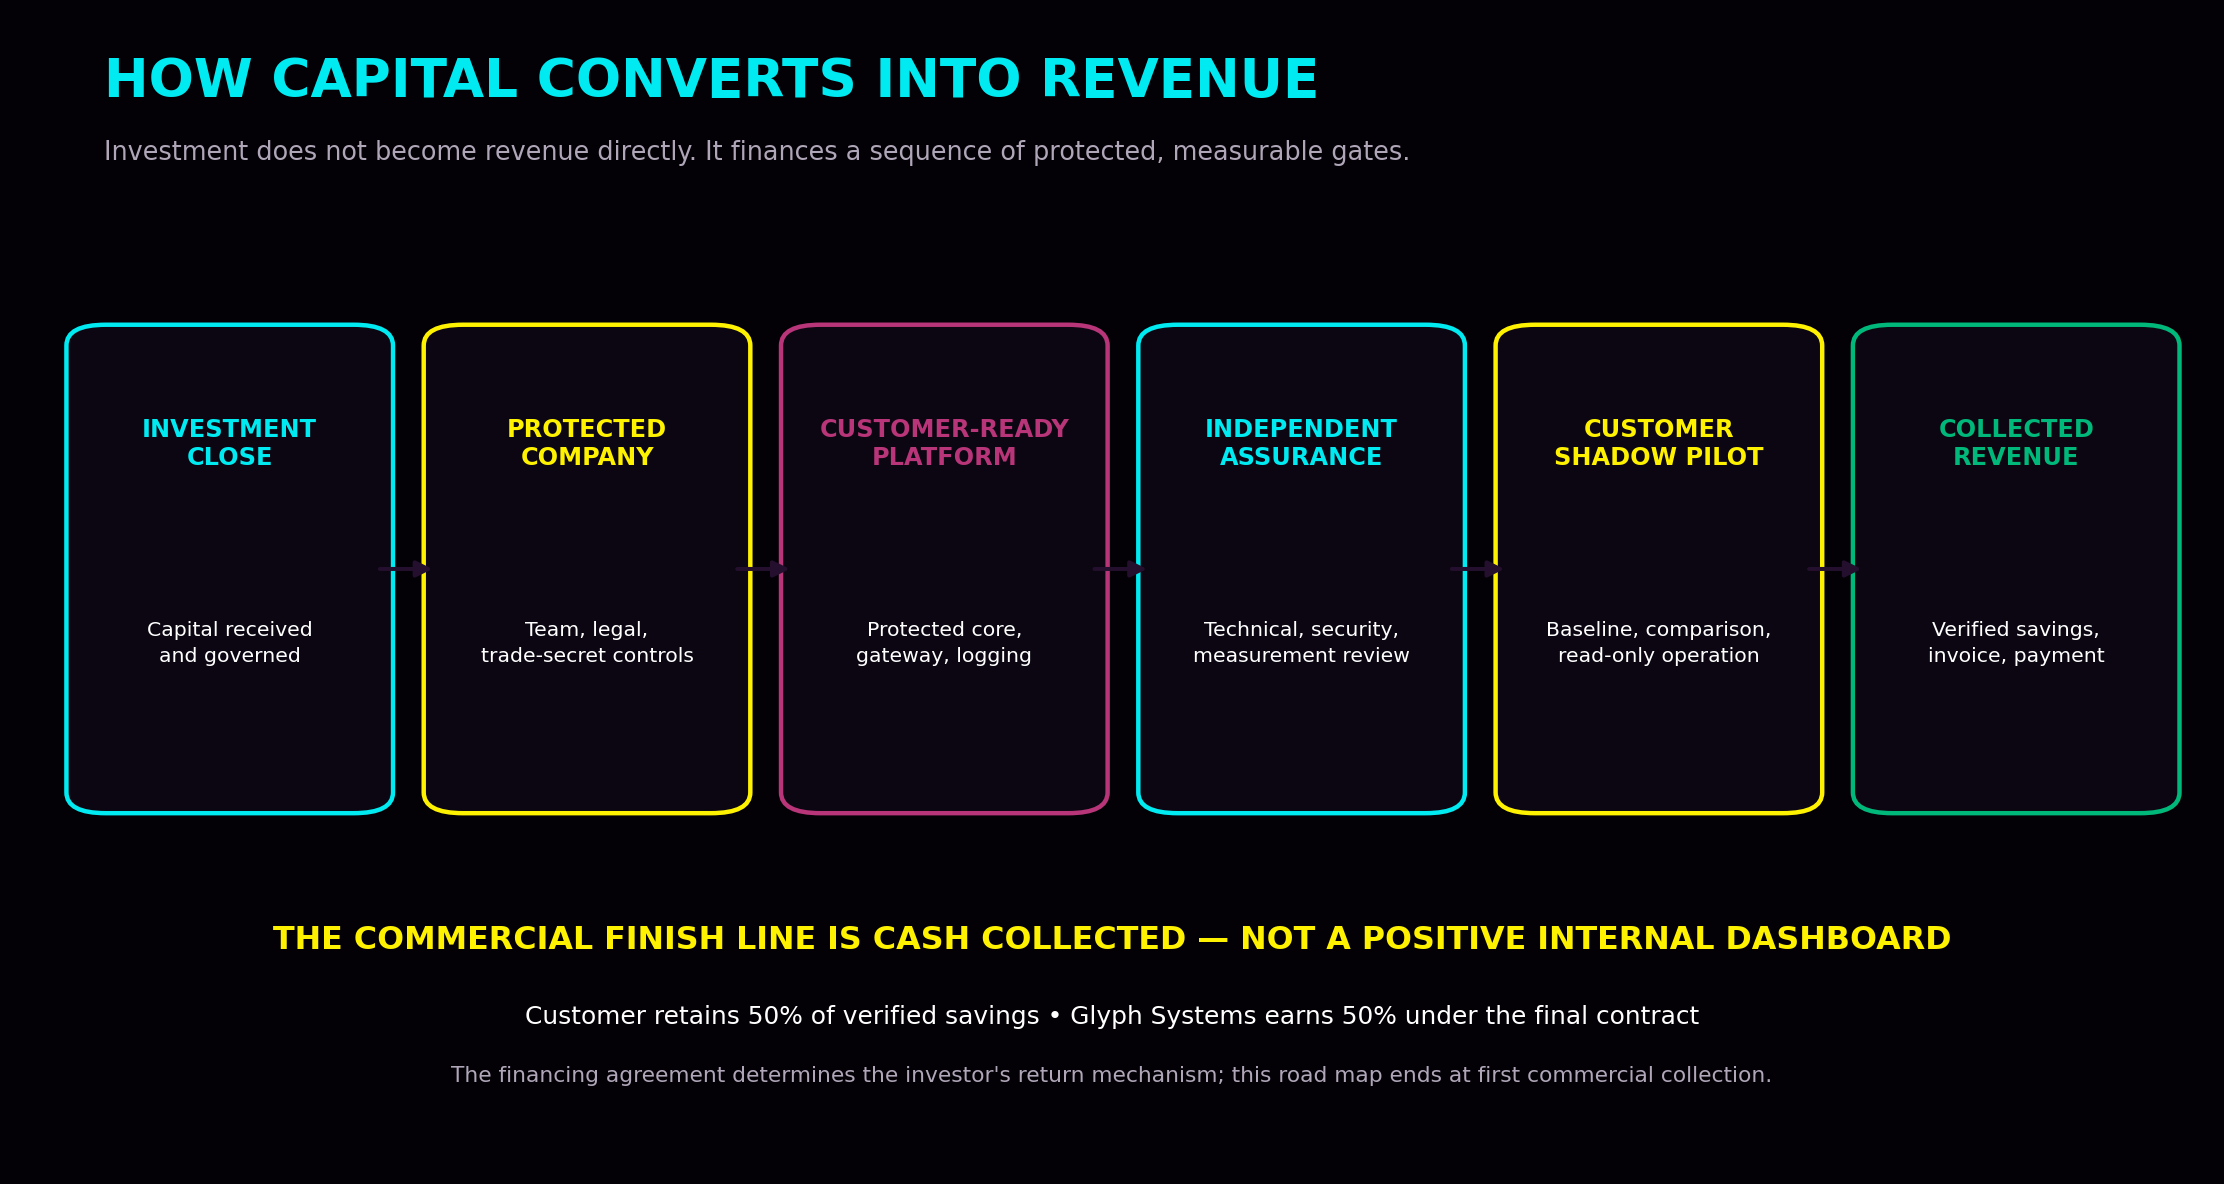 HOW CAPITAL CONVERTS INTO REVENUE
Investment does not become revenue directly. It finances a sequence of protected, measurable gates.
INVESTMENT
CLOSE
Capital received
and governed
PROTECTED
COMPANY
Team, legal,
trade-secret controls
CUSTOMER-READY
PLATFORM
Protected core,
gateway, logging
INDEPENDENT
ASSURANCE
Technical, security,
measurement review
CUSTOMER
SHADOW PILOT
Baseline, comparison,
read-only operation
COLLECTED
REVENUE
Verified savings,
invoice, payment
THE COMMERCIAL FINISH LINE IS CASH COLLECTED — NOT A POSITIVE INTERNAL DASHBOARD
Customer retains 50% of verified savings • Glyph Systems earns 50% under the final contract
The financing agreement determines the investor's return mechanism; this road map ends at first commercial collection.